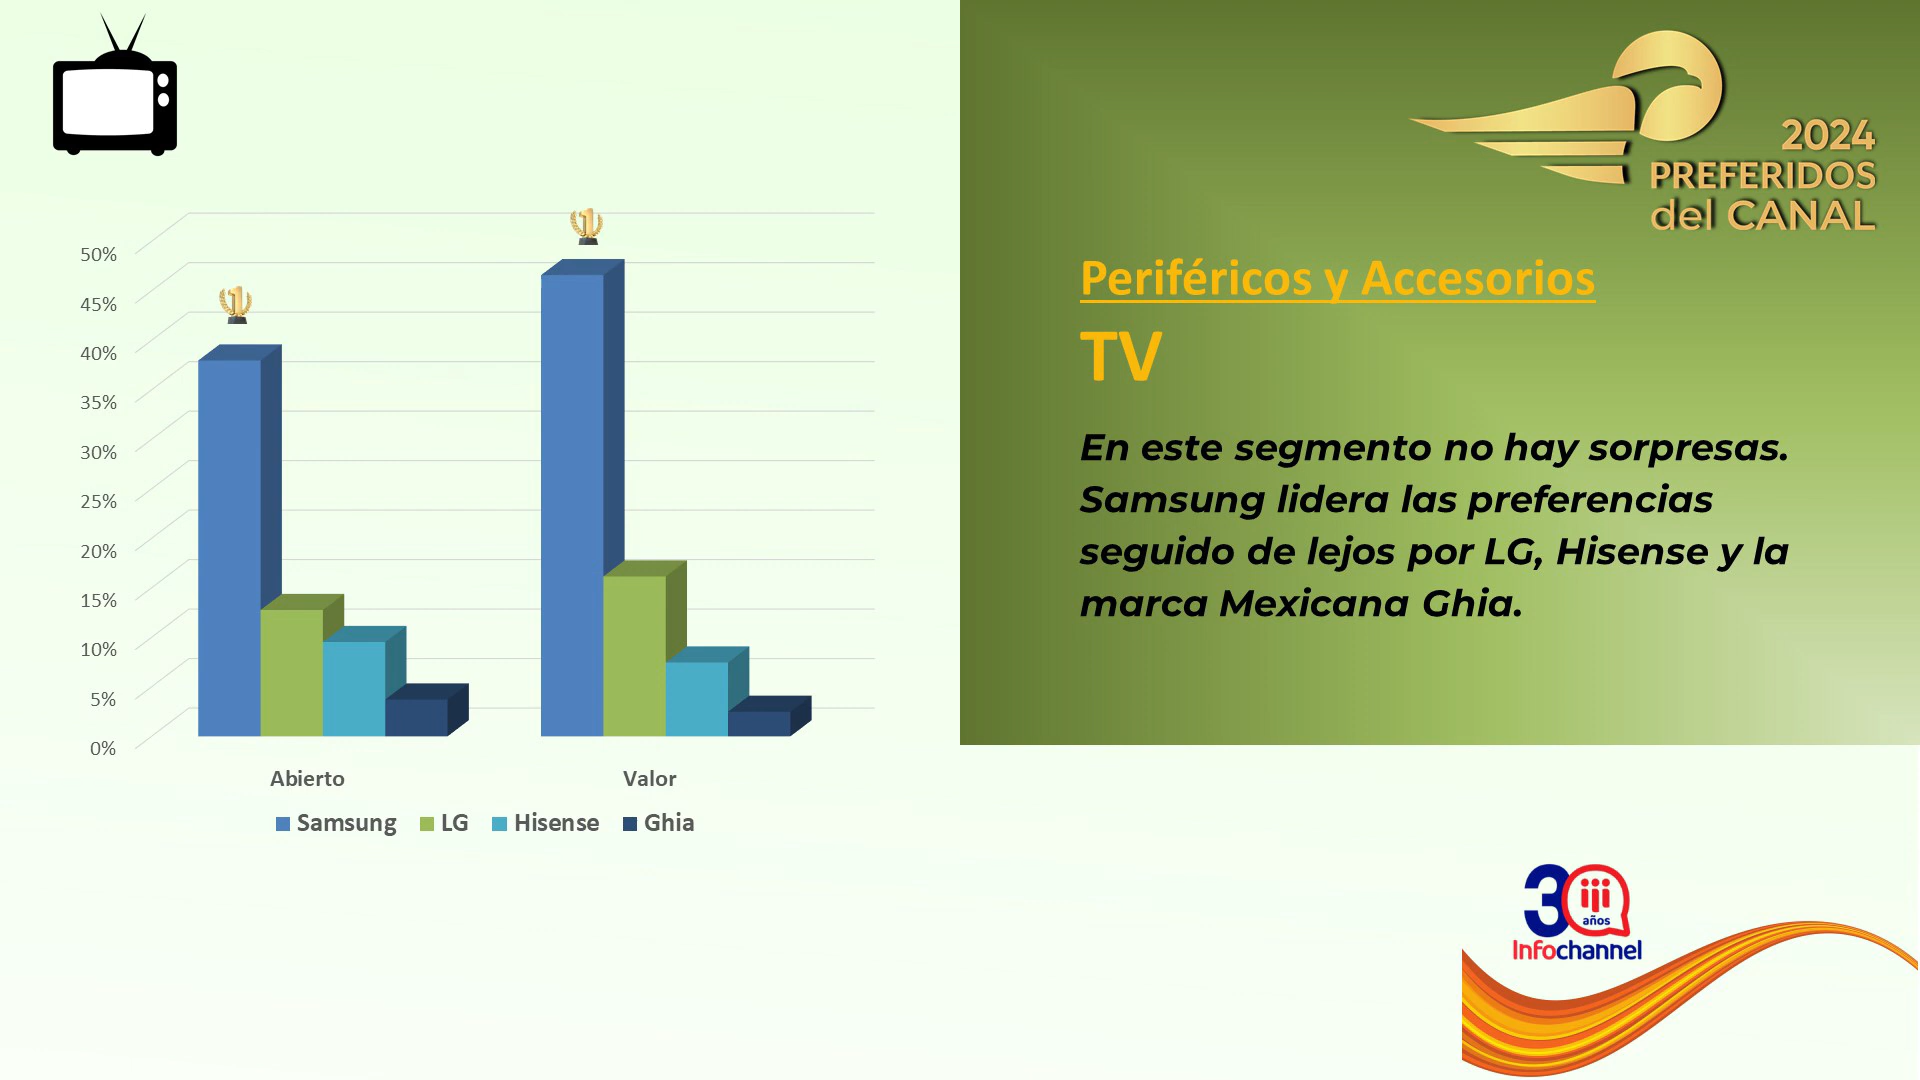 2024
PREFERIDOS
del CANAL
Periféricos y Accesorios
TV
En este segmento no hay sorpresas.
Samsung lidera las preferencias
seguido de lejos por LG, Hisense y la
marca Mexicana Ghia.
1
1
50%
45%
40%
35%
30%
25%
20%
15%
10%
5%
0%
Abierto
Valor
Samsung
LG
Hisense
Ghia
30
años
Infochannel